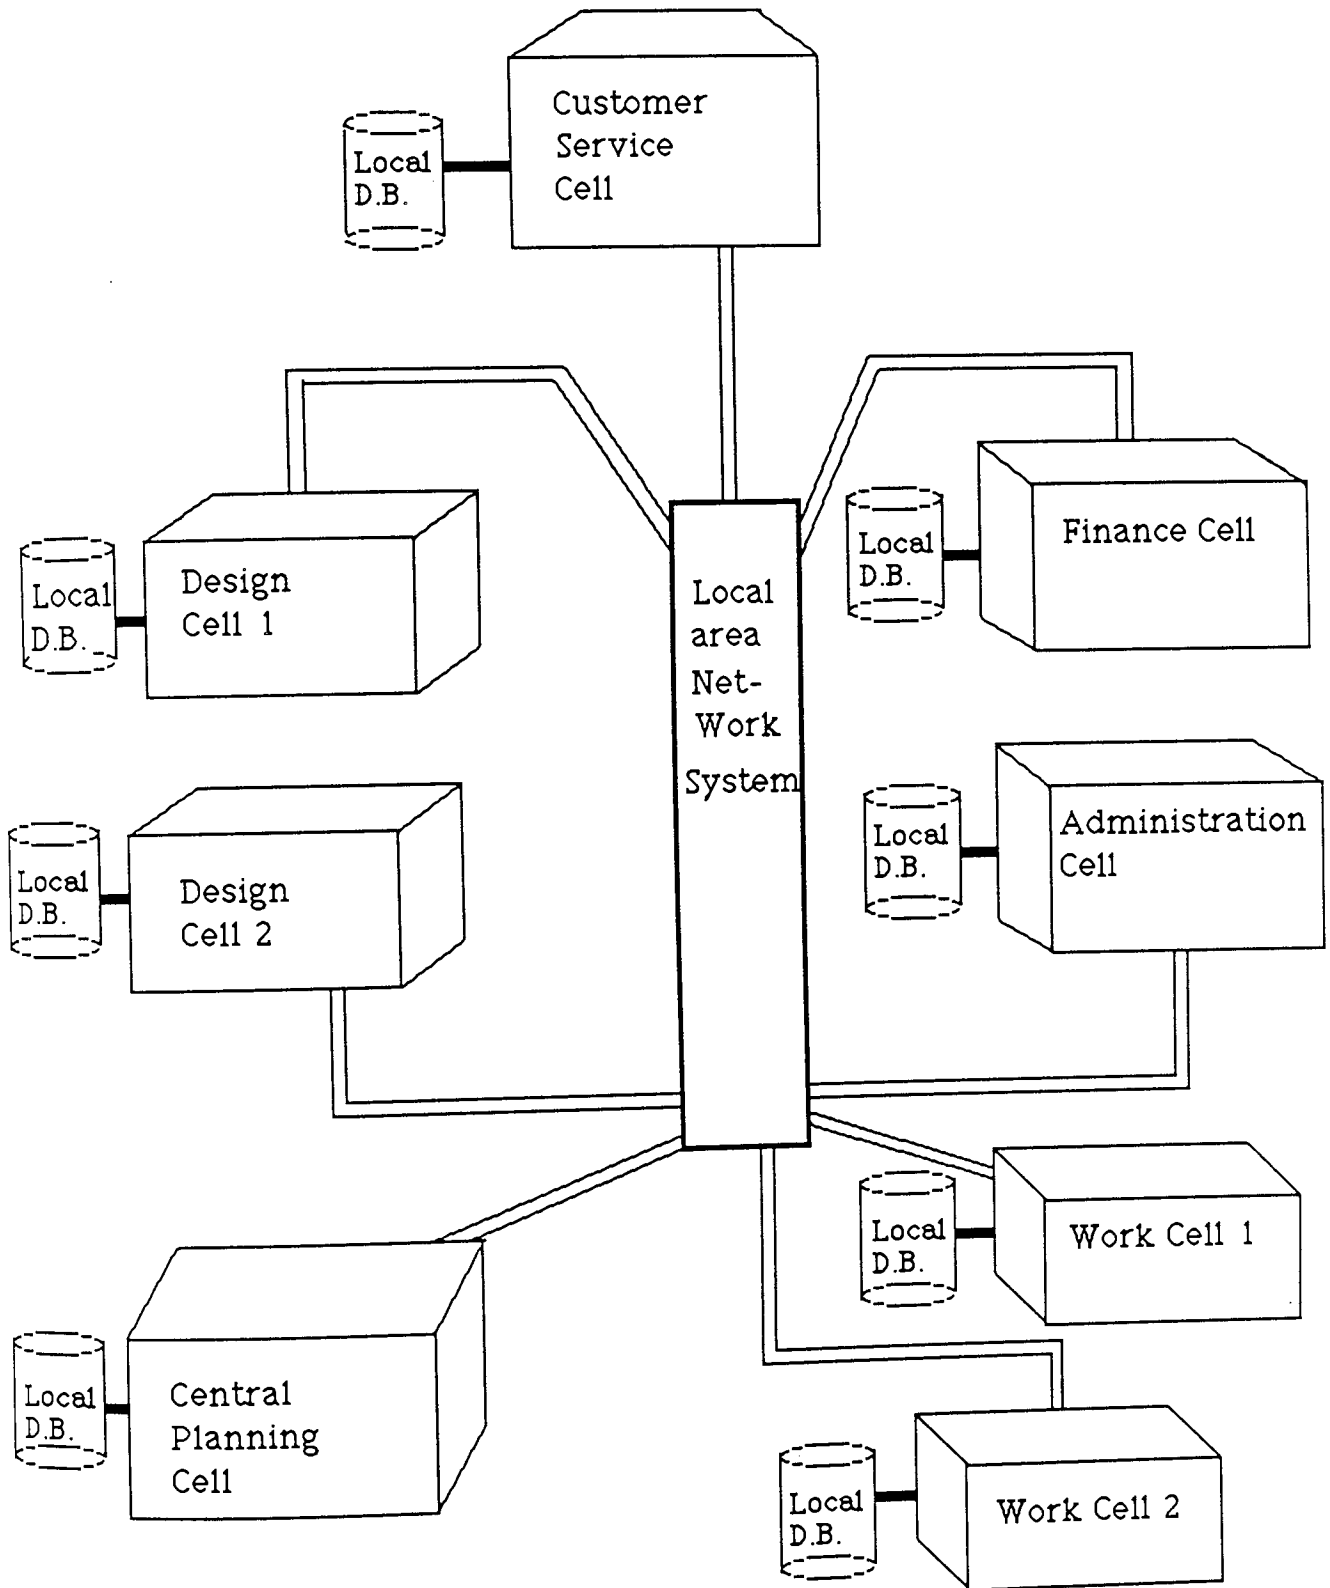 Customer
Service
Cell
Local
D.B.
Design
Cell 1
Local
D.B.
Local
area
Net-
Work
System
Finance Cell
Local
D.B.
Design
Cell 2
Local
D.B.
Administration
Cell
Local
D.B.
Central
Planning
Cell
Local
D.B.
Work Cell 1
Local
D.B.
Work Cell 2
Local
D.B.